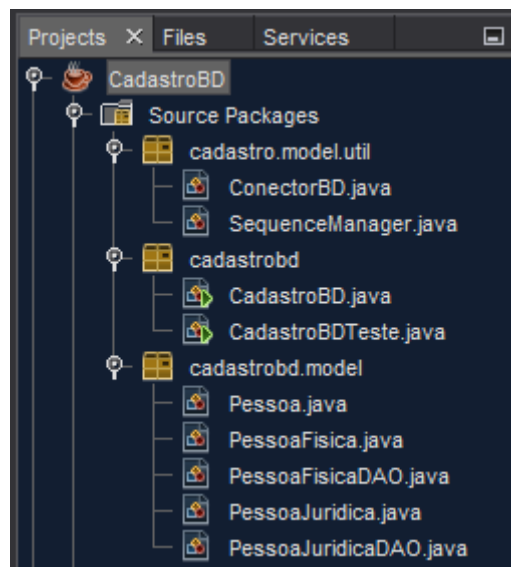 Projects Files Services
CadastroBD
Source Packages
cadastro.model.util
ConectorBD.java
SequenceManager.java
cadastrobd
CadastroBD.java
CadastroBDTeste.java
cadastrobd.model
Pessoa.java
PessoaFisica.java
PessoaFisicaDAO.java
PessoaJuridica.java
PessoaJuridicaDAO.java